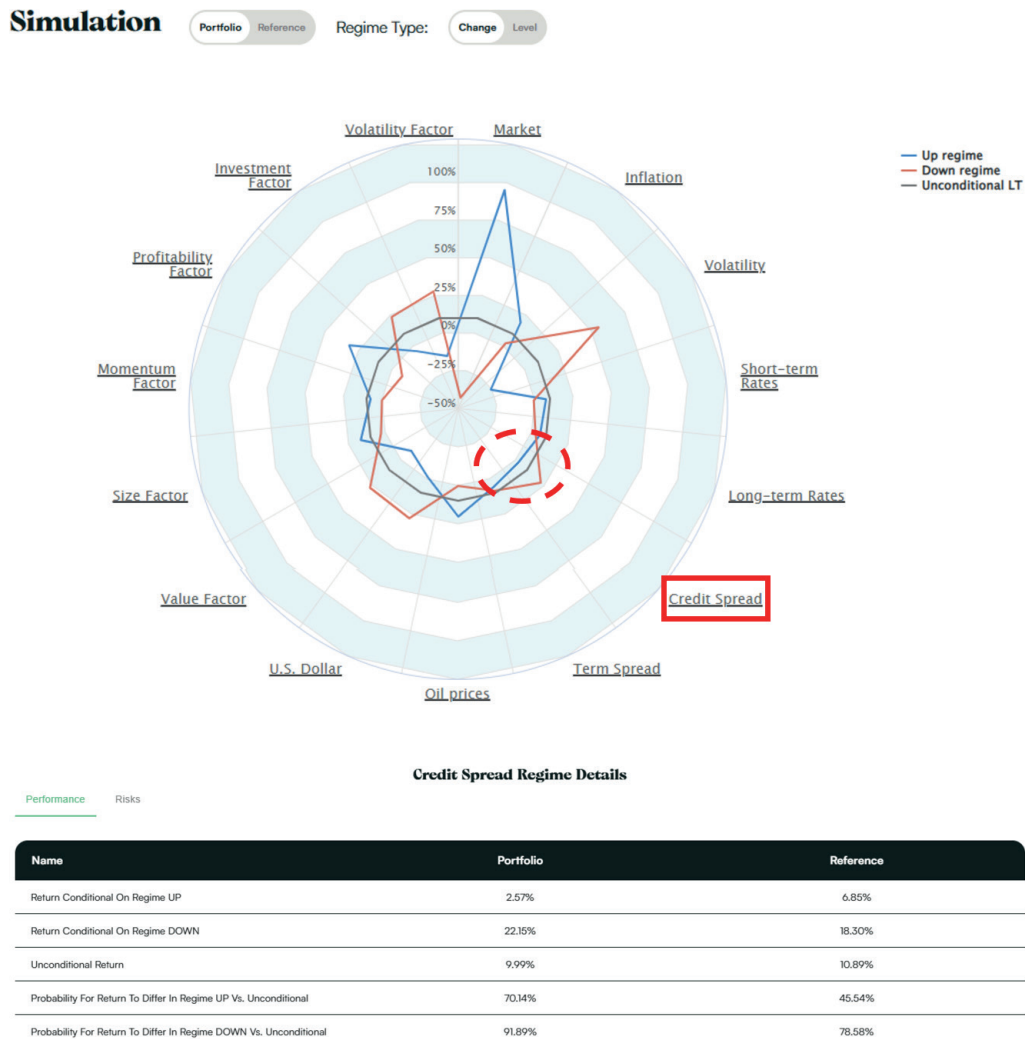 Simulation
Portfolio Reference
Regime Type:
Change Level
Volatility Factor
Market
Investment
Factor
Inflation
Up regime
Down regime
Unconditional LT
100%
75%
50%
25%
0%
-25%
-50%
Profitability
Factor
Volatility
Momentum
Factor
Short-term
Rates
Size Factor
Long-term Rates
Value Factor
Credit Spread
U.S. Dollar
Term Spread
Oil prices
Credit Spread Regime Details
Performance Risks
Name Portfolio Reference
Return Conditional On Regime UP 2.57% 6.85%
Return Conditional On Regime DOWN 22.15% 18.30%
Unconditional Return 9.99% 10.89%
Probability For Return To Differ In Regime UP Vs. Unconditional 70.14% 45.54%
Probability For Return To Differ In Regime DOWN Vs. Unconditional 91.89% 78.58%